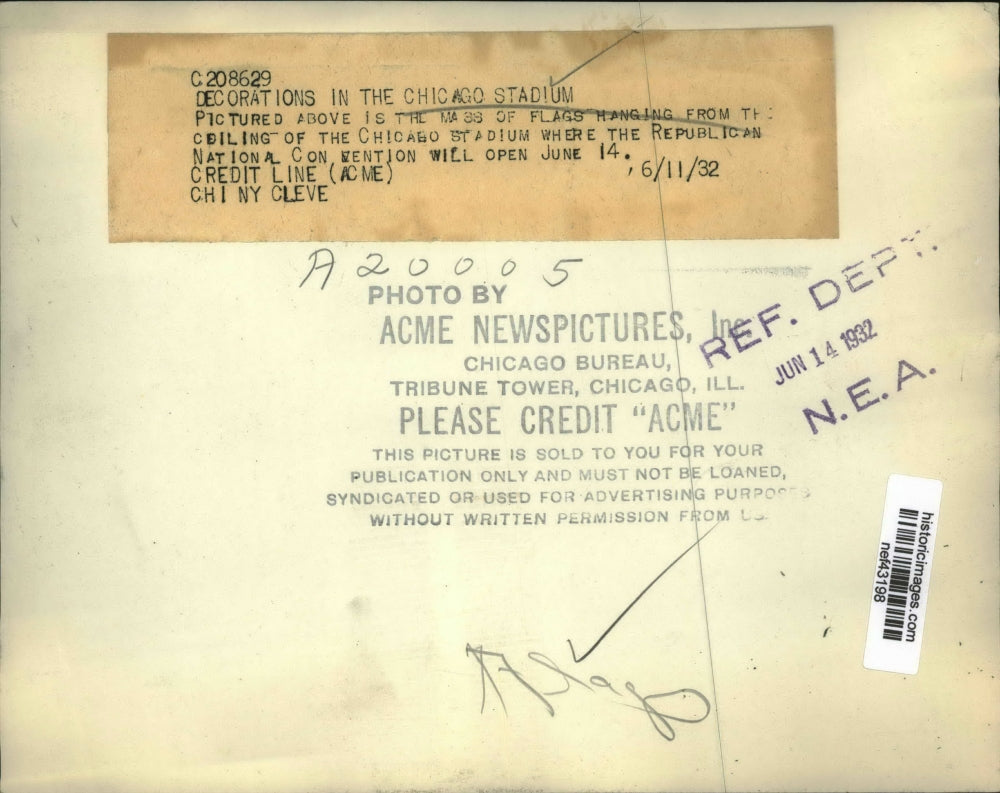 C208629
DECORATIONS IN THE CHICAGO STADIUM
PICTURED ABOVE IS THE MASS OF FLAGS HANGING FROM THE
CEILING OF THE CHICAGO STADIUM WHERE THE REPUBLICAN
NATIONAL CONVENTION WILL OPEN JUNE 14.
CREDIT LINE (ACME) , 6/11/32
CHI NY CLEVE
A20005
PHOTO BY
ACME NEWSPICTURES, Inc.
CHICAGO BUREAU,
TRIBUNE TOWER, CHICAGO, ILL.
PLEASE CREDIT "ACME"
THIS PICTURE IS SOLD TO YOU FOR YOUR
PUBLICATION ONLY AND MUST NOT BE LOANED,
SYNDICATED OR USED FOR ADVERTISING PURPOSES
WITHOUT WRITTEN PERMISSION FROM US.
REF. DEPT.
JUN 14 1932
N.E.A.
historicimages.com
nef43198
Flags